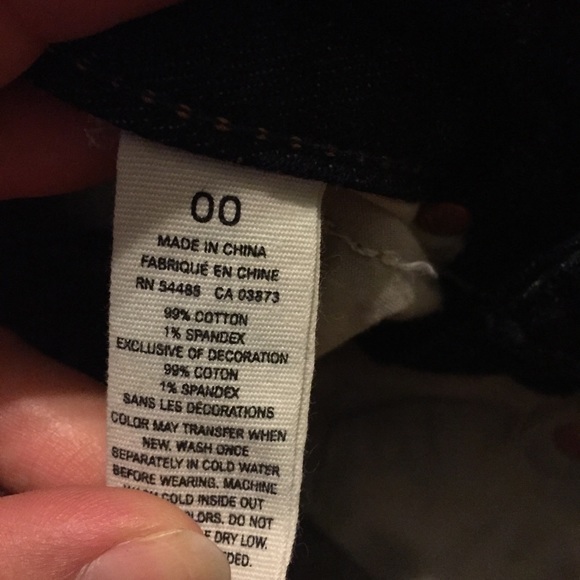 00
MADE IN CHINA
FABRIQUÉ EN CHINE
RN 54485 CA 03873
99% COTTON
1% SPANDEX
EXCLUSIVE OF DECORATION
99% COTON
1% SPANDEX
SANS LES DÉCORATIONS
COLOR MAY TRANSFER WHEN
NEW. WASH ONCE
SEPARATELY IN COLD WATER
BEFORE WEARING. MACHINE
COLD INSIDE OUT
DO NOT
DRY LOW.